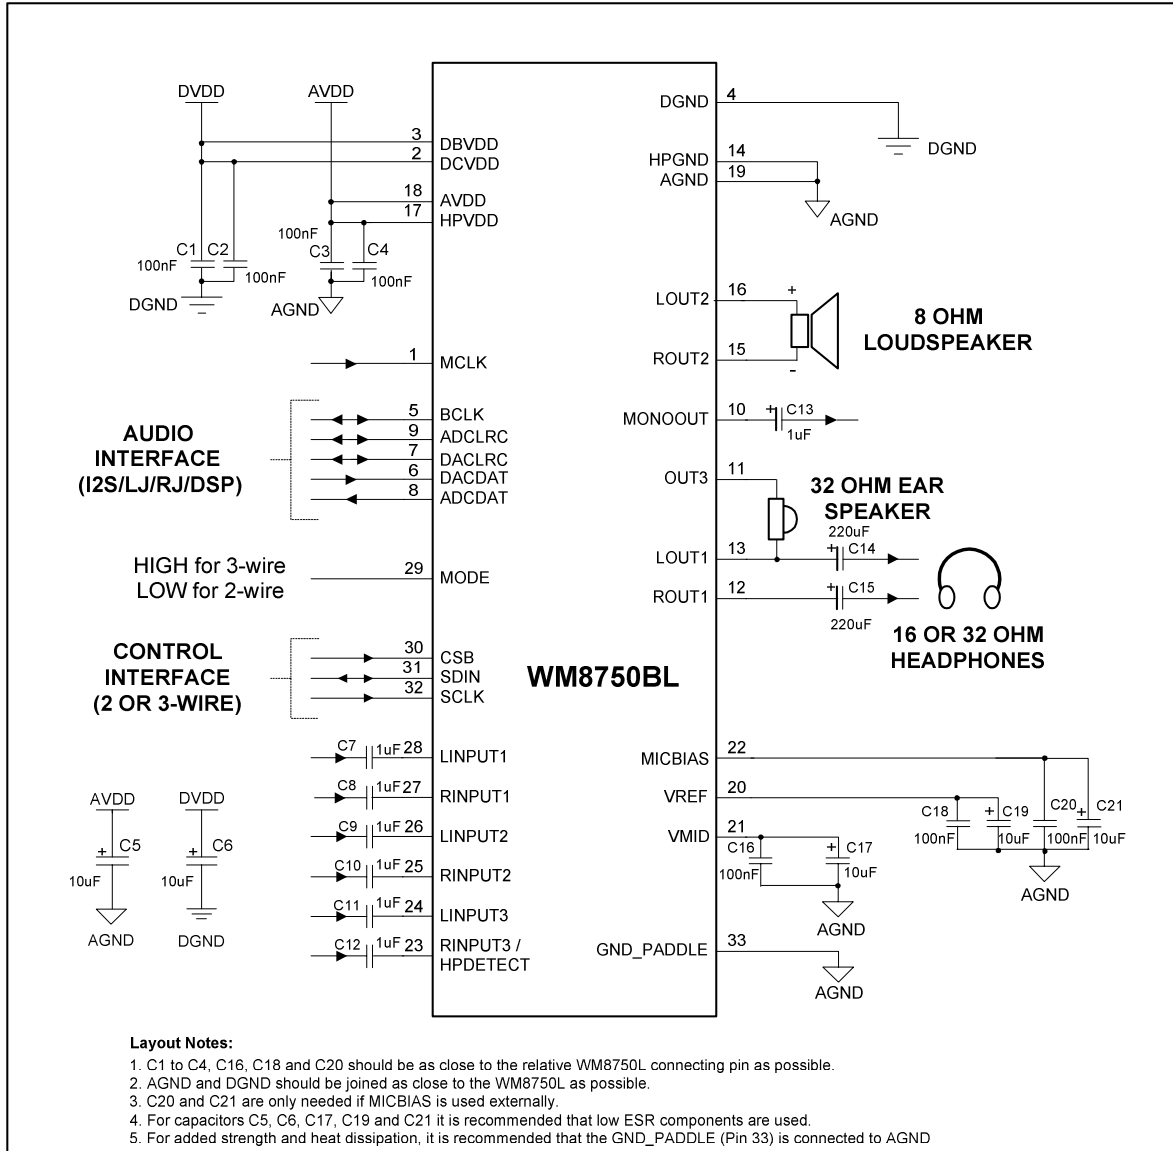 DVDD
AVDD
3
DBVDD
2
DCVDD
18
AVDD
17
HPVDD
C1
C2
100nF
100nF
DGND
100nF
C3
C4
100nF
AGND
1
MCLK
AUDIO
INTERFACE
(I2S/LJ/RJ/DSP)
5
BCLK
9
ADCLRC
7
DACLRC
6
DACDAT
8
ADCDAT
HIGH for 3-wire
LOW for 2-wire
29
MODE
CONTROL
INTERFACE
(2 OR 3-WIRE)
30
CSB
31
SDIN
32
SCLK
WM8750BL
C7
1uF
28
LINPUT1
C8
1uF
27
RINPUT1
C9
1uF
26
LINPUT2
C10
1uF
25
RINPUT2
C11
1uF
24
LINPUT3
C12
1uF
23
RINPUT3 /
HPDETECT
AVDD
+
C5
10uF
AGND
DVDD
+
C6
10uF
DGND
DGND
4
DGND
HPGND
14
AGND
19
AGND
LOUT2
16
+
ROUT2
15
-
8 OHM
LOUDSPEAKER
MONOOUT
10
+
C13
1uF
OUT3
11
32 OHM EAR
SPEAKER
LOUT1
13
220uF
+
C14
ROUT1
12
+
C15
220uF
16 OR 32 OHM
HEADPHONES
MICBIAS
22
VREF
20
C18
100nF
+
C19
10uF
C20
100nF
+
C21
10uF
AGND
VMID
21
C16
100nF
+
C17
10uF
AGND
GND_PADDLE
33
AGND
Layout Notes:
1. C1 to C4, C16, C18 and C20 should be as close to the relative WM8750L connecting pin as possible.
2. AGND and DGND should be joined as close to the WM8750L as possible.
3. C20 and C21 are only needed if MICBIAS is used externally.
4. For capacitors C5, C6, C17, C19 and C21 it is recommended that low ESR components are used.
5. For added strength and heat dissipation, it is recommended that the GND_PADDLE (Pin 33) is connected to AGND